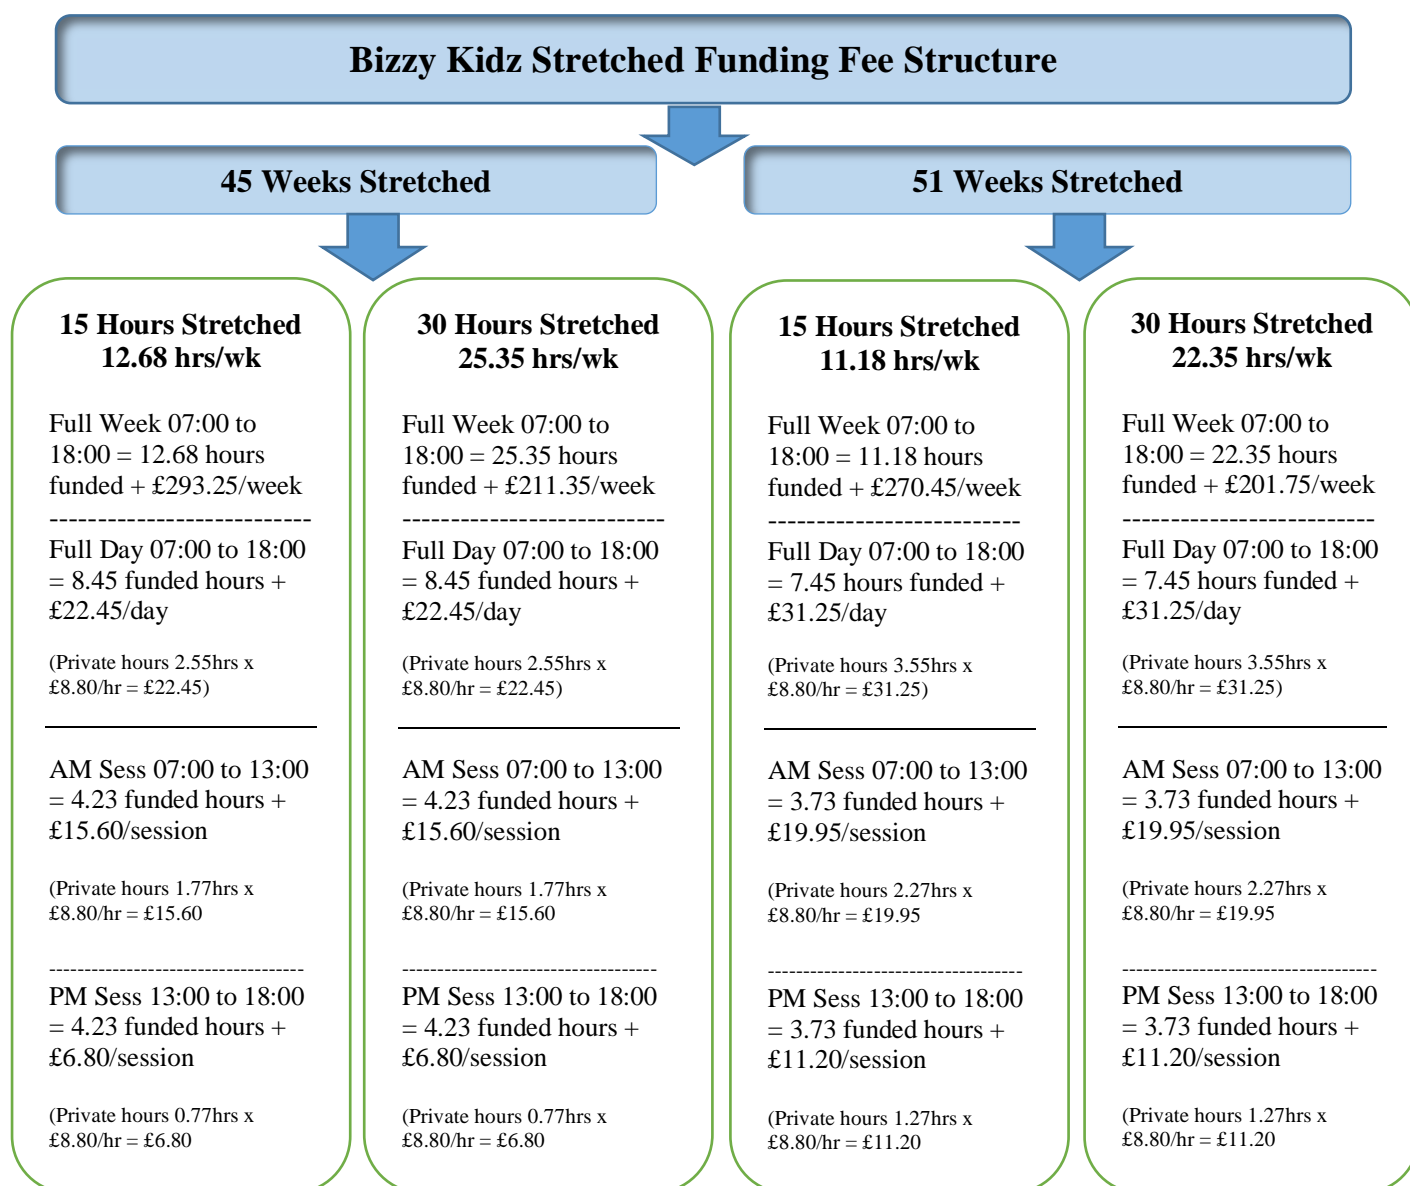 Bizzy Kidz Stretched Funding Fee Structure
45 Weeks Stretched
51 Weeks Stretched
15 Hours Stretched
12.68 hrs/wk
Full Week 07:00 to
18:00 = 12.68 hours
funded + £293.25/week
---------------------------
Full Day 07:00 to 18:00
= 8.45 funded hours +
£22.45/day
(Private hours 2.55hrs x
£8.80/hr = £22.45)
AM Sess 07:00 to 13:00
= 4.23 funded hours +
£15.60/session
(Private hours 1.77hrs x
£8.80/hr = £15.60
------------------------------------
PM Sess 13:00 to 18:00
= 4.23 funded hours +
£6.80/session
(Private hours 0.77hrs x
£8.80/hr = £6.80
30 Hours Stretched
25.35 hrs/wk
Full Week 07:00 to
18:00 = 25.35 hours
funded + £211.35/week
---------------------------
Full Day 07:00 to 18:00
= 8.45 funded hours +
£22.45/day
(Private hours 2.55hrs x
£8.80/hr = £22.45)
AM Sess 07:00 to 13:00
= 4.23 funded hours +
£15.60/session
(Private hours 1.77hrs x
£8.80/hr = £15.60
------------------------------------
PM Sess 13:00 to 18:00
= 4.23 funded hours +
£6.80/session
(Private hours 0.77hrs x
£8.80/hr = £6.80
15 Hours Stretched
11.18 hrs/wk
Full Week 07:00 to
18:00 = 11.18 hours
funded + £270.45/week
--------------------------
Full Day 07:00 to 18:00
= 7.45 hours funded +
£31.25/day
(Private hours 3.55hrs x
£8.80/hr = £31.25)
AM Sess 07:00 to 13:00
= 3.73 funded hours +
£19.95/session
(Private hours 2.27hrs x
£8.80/hr = £19.95
------------------------------------
PM Sess 13:00 to 18:00
= 3.73 funded hours +
£11.20/session
(Private hours 1.27hrs x
£8.80/hr = £11.20
30 Hours Stretched
22.35 hrs/wk
Full Week 07:00 to
18:00 = 22.35 hours
funded + £201.75/week
--------------------------
Full Day 07:00 to 18:00
= 7.45 hours funded +
£31.25/day
(Private hours 3.55hrs x
£8.80/hr = £31.25)
AM Sess 07:00 to 13:00
= 3.73 funded hours +
£19.95/session
(Private hours 2.27hrs x
£8.80/hr = £19.95
------------------------------------
PM Sess 13:00 to 18:00
= 3.73 funded hours +
£11.20/session
(Private hours 1.27hrs x
£8.80/hr = £11.20